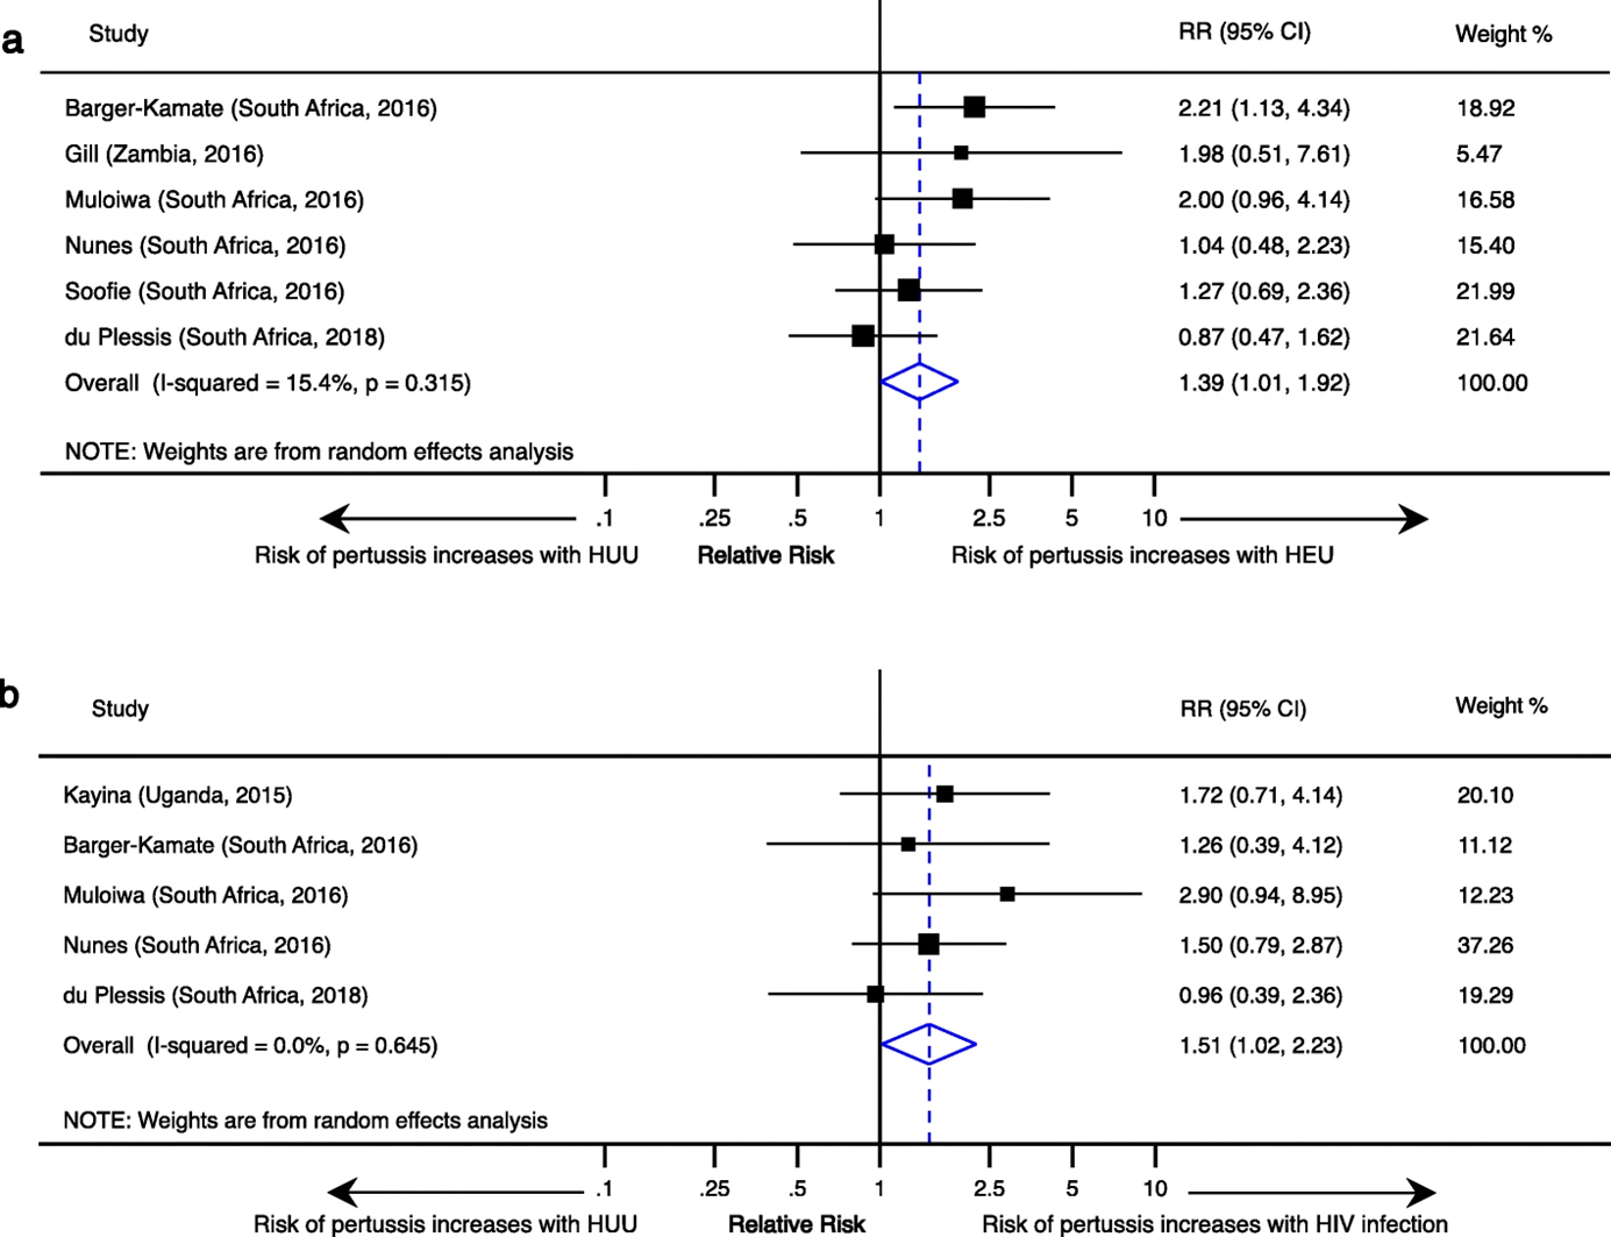 a
Study RR (95% CI) Weight %
Barger-Kamate (South Africa, 2016) 2.21 (1.13, 4.34) 18.92
Gill (Zambia, 2016) 1.98 (0.51, 7.61) 5.47
Muloiwa (South Africa, 2016) 2.00 (0.96, 4.14) 16.58
Nunes (South Africa, 2016) 1.04 (0.48, 2.23) 15.40
Soofie (South Africa, 2016) 1.27 (0.69, 2.36) 21.99
du Plessis (South Africa, 2018) 0.87 (0.47, 1.62) 21.64
Overall (I-squared = 15.4%, p = 0.315) 1.39 (1.01, 1.92) 100.00
NOTE: Weights are from random effects analysis
.1 .25 .5 1 2.5 5 10
Risk of pertussis increases with HUU Relative Risk Risk of pertussis increases with HEU
b
Study RR (95% CI) Weight %
Kayina (Uganda, 2015) 1.72 (0.71, 4.14) 20.10
Barger-Kamate (South Africa, 2016) 1.26 (0.39, 4.12) 11.12
Muloiwa (South Africa, 2016) 2.90 (0.94, 8.95) 12.23
Nunes (South Africa, 2016) 1.50 (0.79, 2.87) 37.26
du Plessis (South Africa, 2018) 0.96 (0.39, 2.36) 19.29
Overall (I-squared = 0.0%, p = 0.645) 1.51 (1.02, 2.23) 100.00
NOTE: Weights are from random effects analysis
.1 .25 .5 1 2.5 5 10
Risk of pertussis increases with HUU Relative Risk Risk of pertussis increases with HIV infection